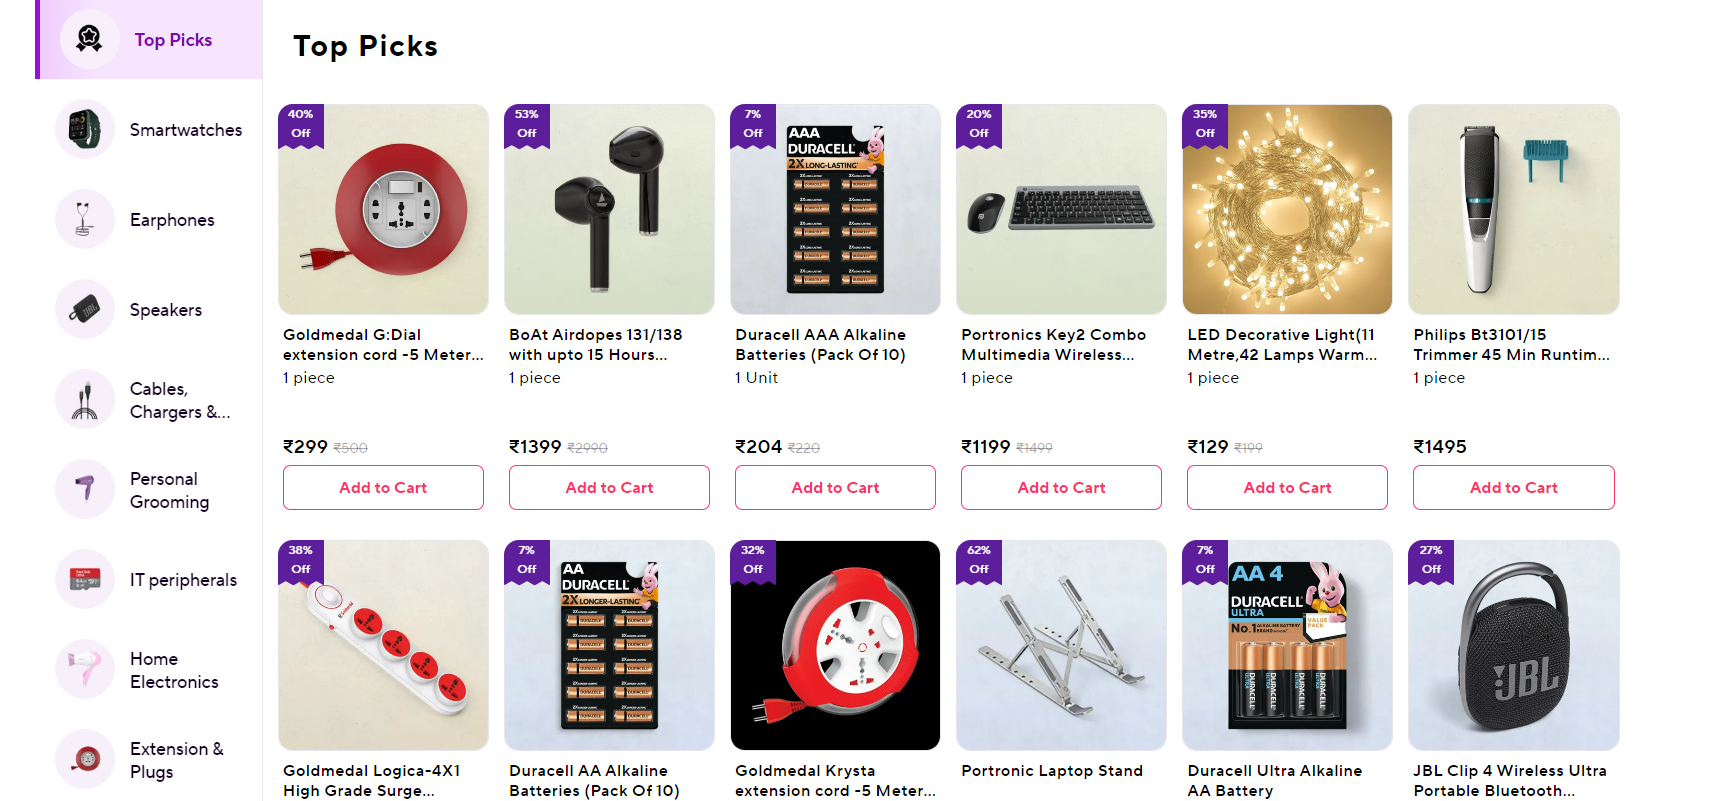 Top Picks
Smartwatches
Earphones
Speakers
Cables,
Chargers &...
Personal
Grooming
IT peripherals
Home
Electronics
Extension &
Plugs
Top Picks
40%
Off
53%
Off
7%
Off
AAA
DURACELL
2X LONG-LASTING
20%
Off
35%
Off
Goldmedal G:Dial
extension cord -5 Meter...
1 piece
₹299 ₹500
Add to Cart
BoAt Airdopes 131/138
with upto 15 Hours...
1 piece
₹1399 ₹2990
Add to Cart
Duracell AAA Alkaline
Batteries (Pack Of 10)
1 Unit
₹204 ₹220
Add to Cart
Portronics Key2 Combo
Multimedia Wireless...
1 piece
₹1199 ₹1499
Add to Cart
LED Decorative Light(11
Metre,42 Lamps Warm...
1 piece
₹129 ₹199
Add to Cart
Philips Bt3101/15
Trimmer 45 Min Runtim...
1 piece
₹1495
Add to Cart
38%
Off
7%
Off
AA
DURACELL
2X LONGER-LASTING
32%
Off
62%
Off
7%
Off
AA 4
DURACELL
ULTRA
No.1 ALKALINE BATTERY
BRAND
VALUE
PACK
DURACELL
ULTRA
27%
Off
JBL
Goldmedal Logica-4X1
High Grade Surge...
Duracell AA Alkaline
Batteries (Pack Of 10)
Goldmedal Krysta
extension cord -5 Meter...
Portronic Laptop Stand
Duracell Ultra Alkaline
AA Battery
JBL Clip 4 Wireless Ultra
Portable Bluetooth...